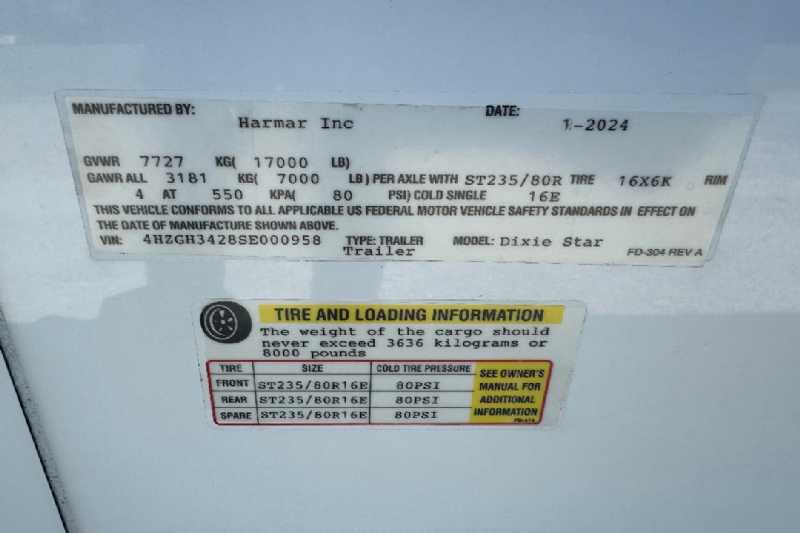 MANUFACTURED BY: DATE:
Harmar Inc 1-2024
GVWR 7727 KG( 17000 LB)
GAWR ALL 3181 KG( 7000 LB) PER AXLE WITH ST235/80R TIRE 16X6K RIM
4 AT 550 KPA( 80 PSI) COLD SINGLE 16E
THIS VEHICLE CONFORMS TO ALL APPLICABLE US FEDERAL MOTOR VEHICLE SAFETY STANDARDS IN EFFECT ON
THE DATE OF MANUFACTURE SHOWN ABOVE.
VIN: 4HZGH3428SE000958 TYPE: TRAILER MODEL: Dixie Star
Trailer FD-304 REV A
TIRE AND LOADING INFORMATION
The weight of the cargo should
never exceed 3636 kilograms or
8000 pounds
TIRE SIZE COLD TIRE PRESSURE
FRONT ST235/80R16E 80PSI
REAR ST235/80R16E 80PSI
SPARE ST235/80R16E 80PSI
SEE OWNER'S
MANUAL FOR
ADDITIONAL
INFORMATION